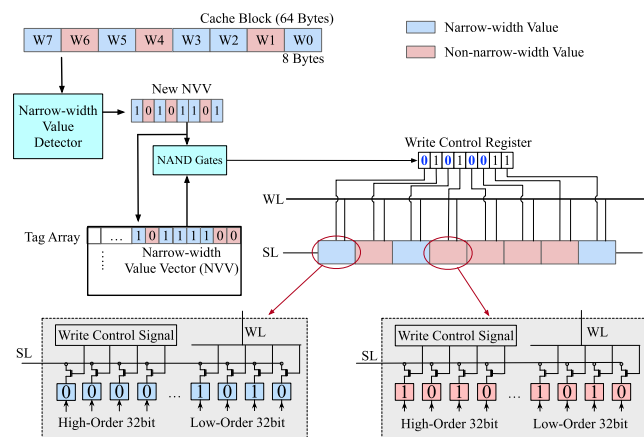 Cache Block (64 Bytes)
W7 W6 W5 W4 W3 W2 W1 W0
8 Bytes
Narrow-width Value
Non-narrow-width Value
Narrow-width
Value
Detector
New NVV
1 0 1 0 1 1 0 1
NAND Gates
Write Control Register
0 1 0 1 0 0 1 1
WL
Tag Array
... 1 0 1 1 1 1 0 0
Narrow-width
Value Vector (NVV)
SL
Write Control Signal
WL
SL
0 0 0 0 ... 1 0 1 0
High-Order 32bit Low-Order 32bit
Write Control Signal
WL
SL
1 0 1 0 ... 1 0 1 0
High-Order 32bit Low-Order 32bit